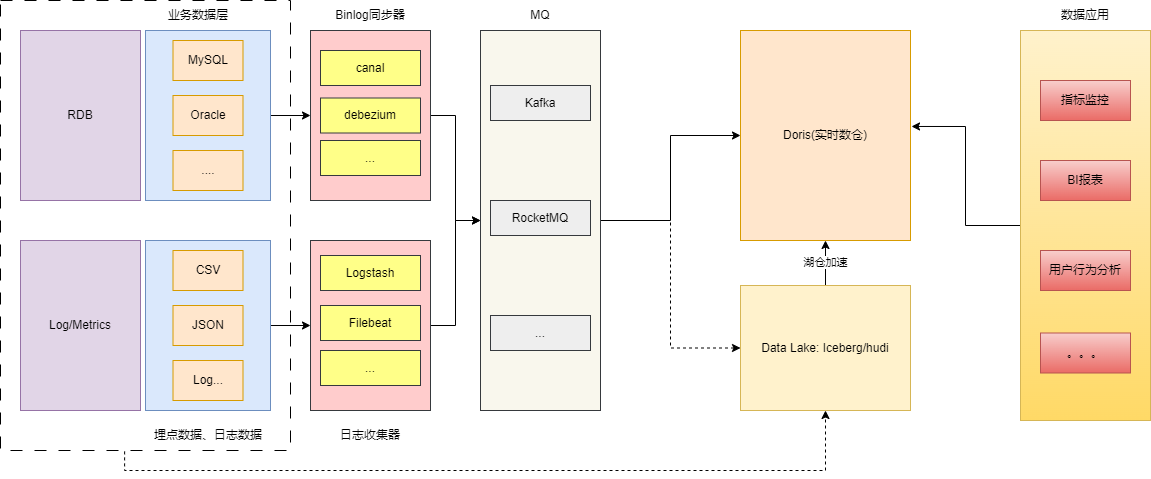 业务数据层
Binlog同步器
MQ
数据应用
RDB
MySQL
Oracle
....
canal
debezium
...
Kafka
RocketMQ
...
Doris(实时数仓)
指标监控
BI报表
用户行为分析
。。。
Log/Metrics
CSV
JSON
Log...
Logstash
Filebeat
...
湖仓加速
Data Lake: Iceberg/hudi
埋点数据、日志数据
日志收集器